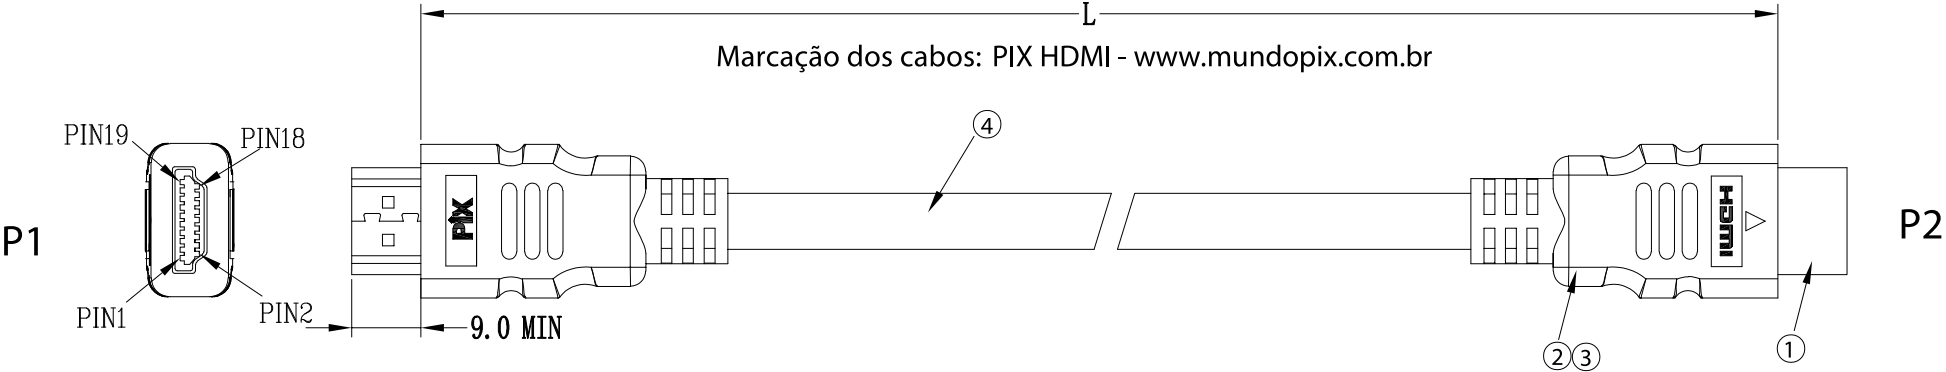 L
Marcação dos cabos: PIX HDMI - www.mundopix.com.br
④
PIN19
PIN18
P1
PIX
HDMI
P2
PIN1
PIN2
9.0 MIN
②③
①